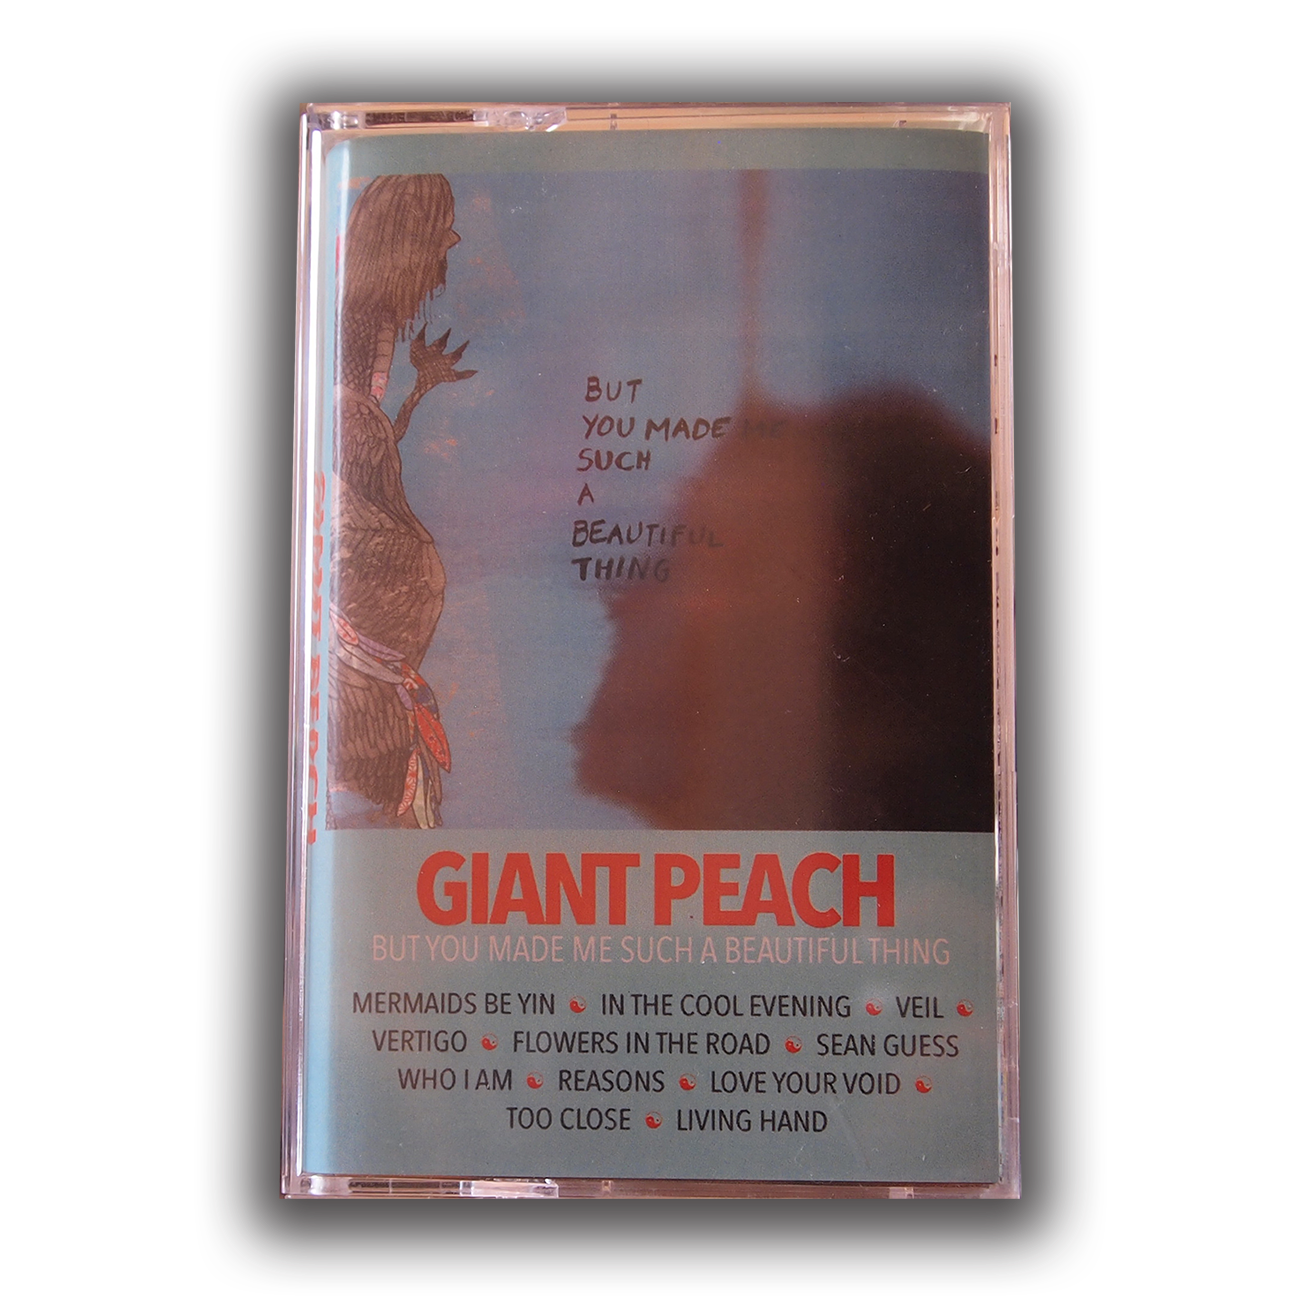 BUT
YOU MADE ME
SUCH
A
BEAUTIFUL
THING
GIANT PEACH
GIANT PEACH
BUT YOU MADE ME SUCH A BEAUTIFUL THING
MERMAIDS BE YIN IN THE COOL EVENING VEIL
VERTIGO FLOWERS IN THE ROAD SEAN GUESS
WHO I AM REASONS LOVE YOUR VOID
TOO CLOSE LIVING HAND